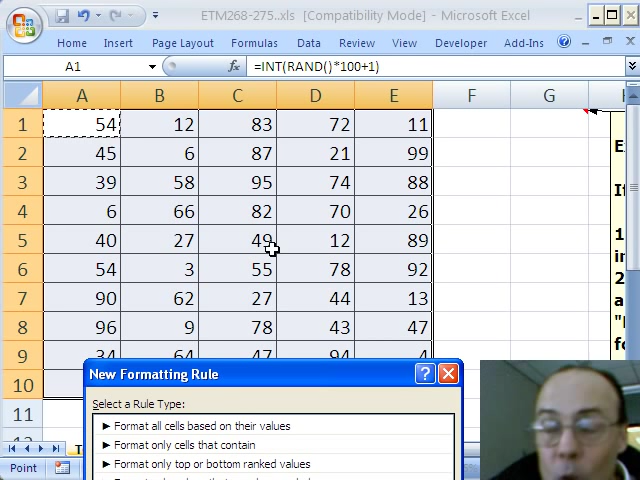 ETM268-275..xls [Compatibility Mode] - Microsoft Excel
Home Insert Page Layout Formulas Data Review View Developer Add-Ins
A1 fx =INT(RAND()*100+1)
A B C D E F G H
1 54 12 83 72 11
2 45 6 87 21 99
3 39 58 95 74 88
4 6 66 82 70 26
5 40 27 49 12 89
6 54 3 55 78 92
7 90 62 27 44 13
8 96 9 78 43 47
9 34 64 47 94 4
10
11
New Formatting Rule
Select a Rule Type:
► Format all cells based on their values
► Format only cells that contain
► Format only top or bottom ranked values
Point